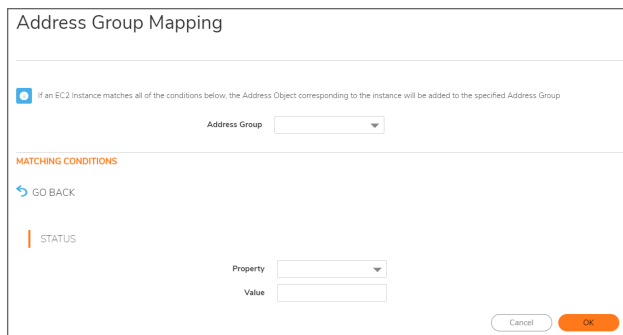 Address Group Mapping
If an EC2 Instance matches all of the conditions below, the Address Object corresponding to the instance will be added to the specified Address Group
Address Group
MATCHING CONDITIONS
GO BACK
STATUS
Property
Value
Cancel
OK